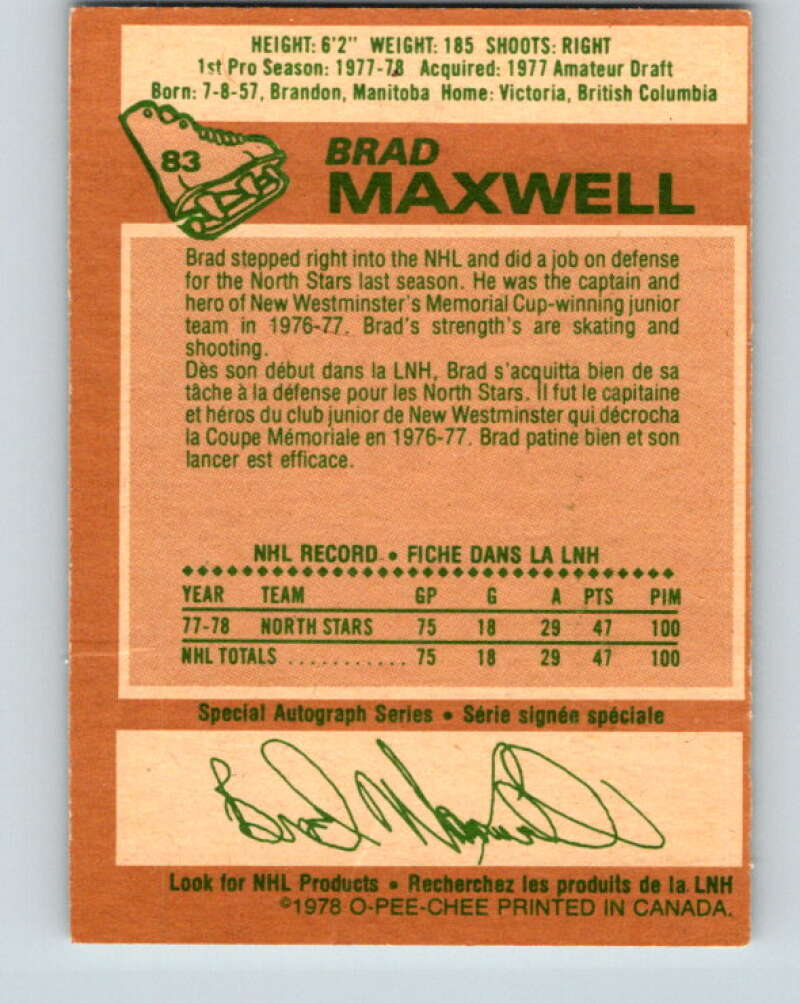 HEIGHT: 6'2" WEIGHT: 185 SHOOTS: RIGHT
1st Pro Season: 1977-78 Acquired: 1977 Amateur Draft
Born: 7-8-57, Brandon, Manitoba Home: Victoria, British Columbia
83
BRAD
MAXWELL
Brad stepped right into the NHL and did a job on defense
for the North Stars last season. He was the captain and
hero of New Westminster's Memorial Cup-winning junior
team in 1976-77. Brad's strength's are skating and
shooting.
Dès son début dans la LNH, Brad s'acquitta bien de sa
tâche à la défense pour les North Stars. Il fut le capitaine
et héros du club junior de New Westminster qui décrocha
la Coupe Mémoriale en 1976-77. Brad patine bien et son
lancer est efficace.
NHL RECORD • FICHE DANS LA LNH
YEAR TEAM GP G A PTS PIM
77-78 NORTH STARS 75 18 29 47 100
NHL TOTALS ........... 75 18 29 47 100
Special Autograph Series • Série signée spéciale
Brad Maxwell
Look for NHL Products • Recherchez les produits de la LNH
©1978 O-PEE-CHEE PRINTED IN CANADA.